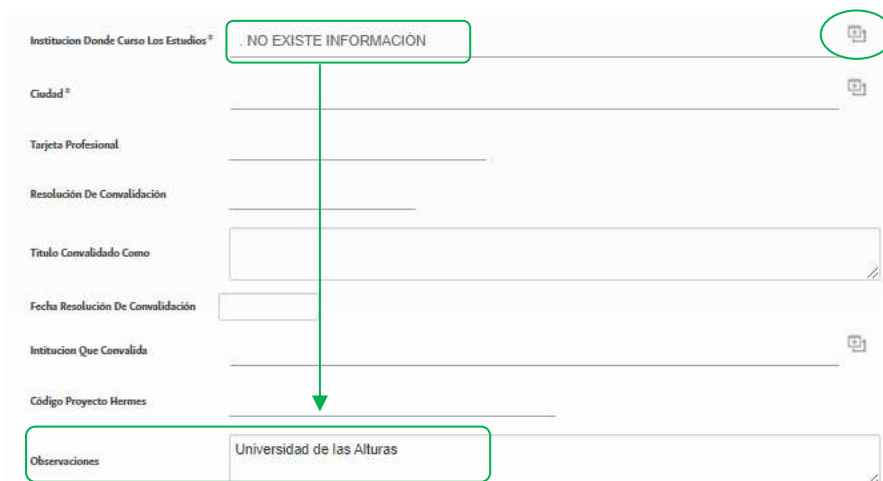 Institucion Donde Curso Los Estudios * . NO EXISTE INFORMACIÓN
Ciudad *
Tarjeta Profesional
Resolución De Convalidación
Titulo Convalidado Como
Fecha Resolución De Convalidación
Intitucion Que Convalida
Código Proyecto Hermes
Observaciones Universidad de las Alturas